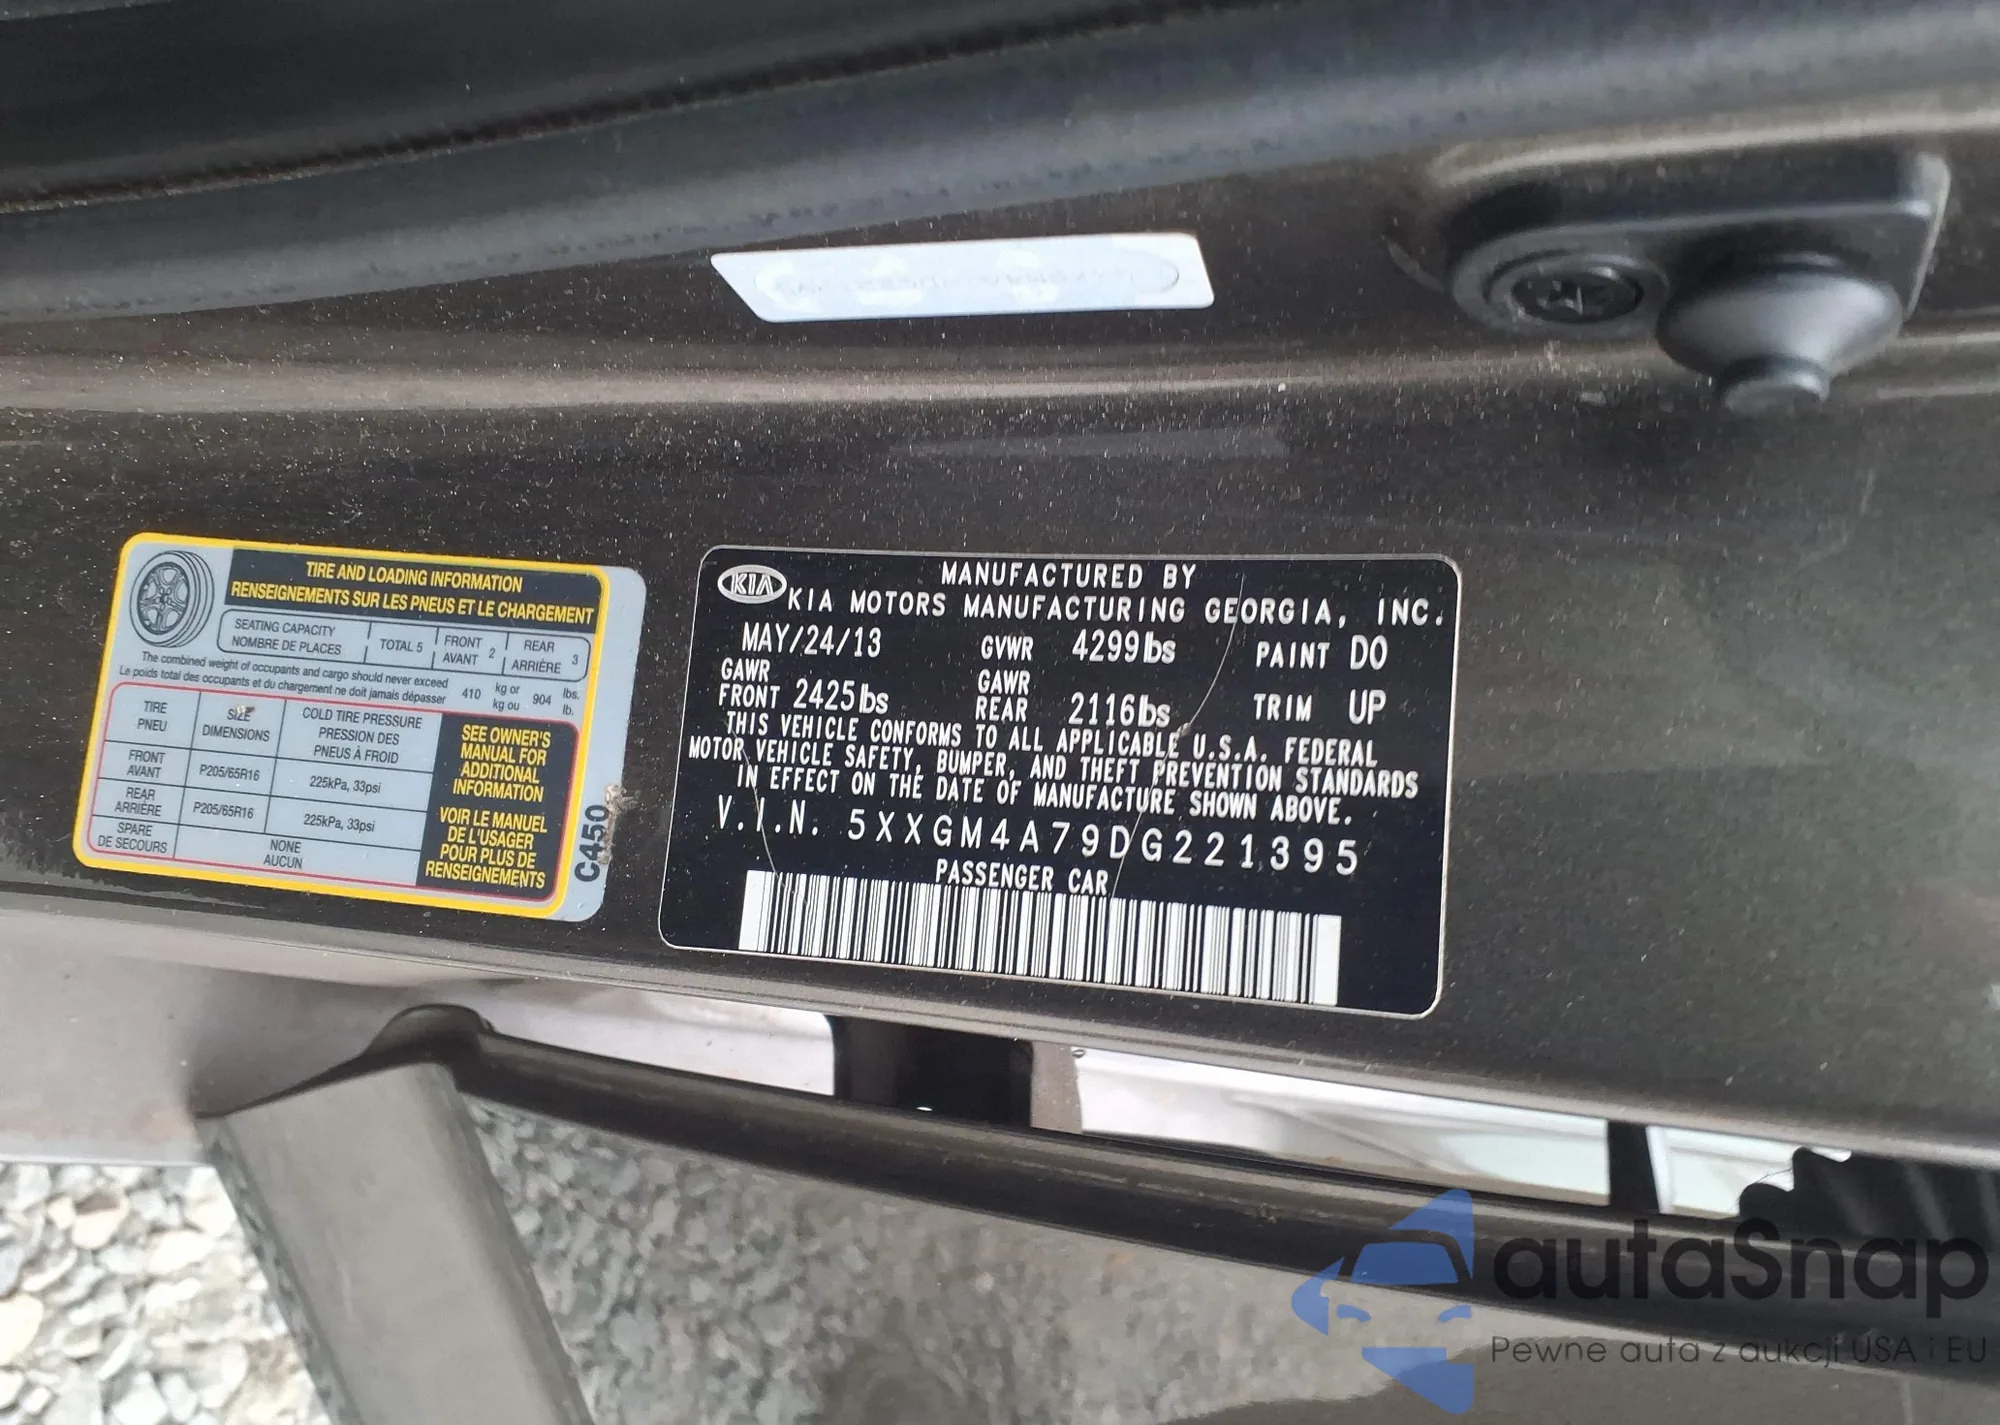 TIRE AND LOADING INFORMATION
RENSEIGNEMENTS SUR LES PNEUS ET LE CHARGEMENT
SEATING CAPACITY
NOMBRE DE PLACES
TOTAL 5
FRONT
AVANT
2
REAR
ARRIÈRE
3
The combined weight of occupants and cargo should never exceed
Le poids total des occupants et du chargement ne doit jamais dépasser
410
kg or
kg ou
904
lbs.
lb.
TIRE
PNEU
SIZE
DIMENSIONS
COLD TIRE PRESSURE
PRESSION DES
PNEUS À FROID
FRONT
AVANT
P205/65R16
225kPa, 33psi
REAR
ARRIÈRE
P205/65R16
225kPa, 33psi
SPARE
DE SECOURS
NONE
AUCUN
SEE OWNER'S
MANUAL FOR
ADDITIONAL
INFORMATION
VOIR LE MANUEL
DE L'USAGER
POUR PLUS DE
RENSEIGNEMENTS
C450
KIA
MANUFACTURED BY
KIA MOTORS MANUFACTURING GEORGIA, INC.
MAY/24/13 GVWR 4299lbs PAINT DO
GAWR
FRONT 2425lbs
GAWR
REAR 2116lbs TRIM UP
THIS VEHICLE CONFORMS TO ALL APPLICABLE U.S.A. FEDERAL
MOTOR VEHICLE SAFETY, BUMPER, AND THEFT PREVENTION STANDARDS
IN EFFECT ON THE DATE OF MANUFACTURE SHOWN ABOVE.
V.I.N. 5XXGM4A79DG221395
PASSENGER CAR
autaSnap
Pewne auta z aukcji USA i EU